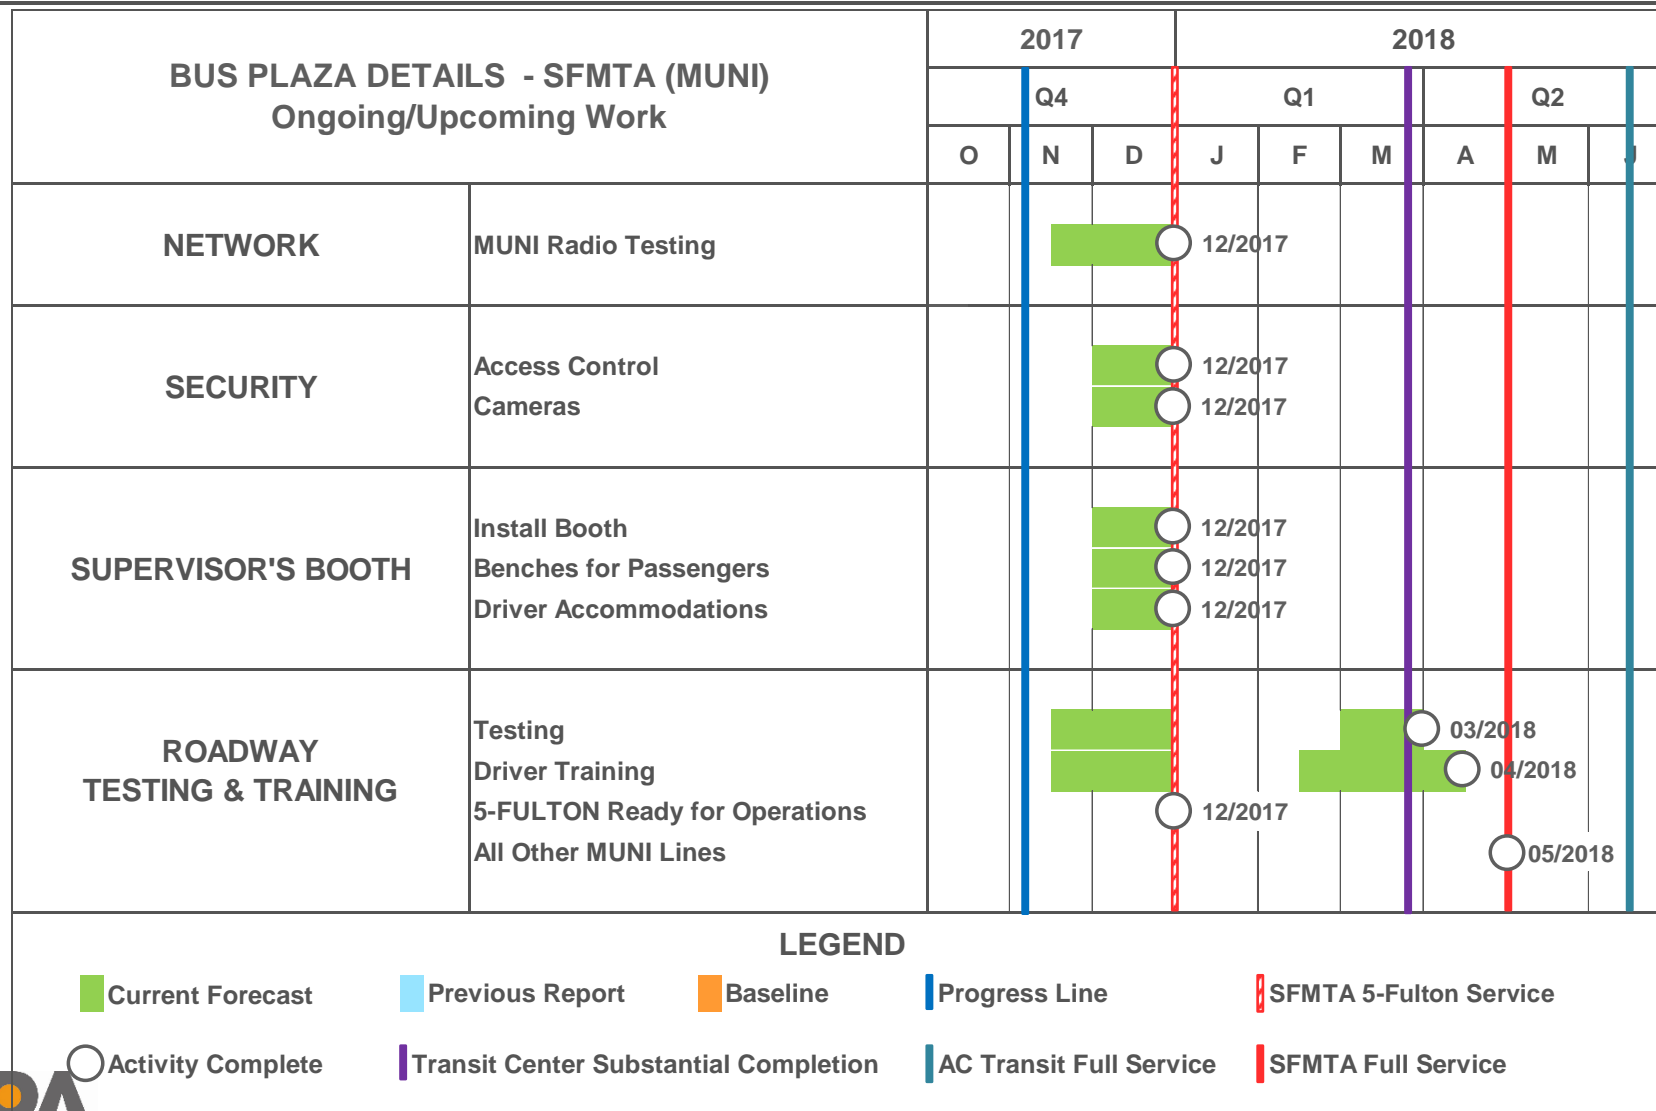 BUS PLAZA DETAILS - SFMTA (MUNI)
Ongoing/Upcoming Work
2017
2018
Q4
Q1
Q2
O
N
D
J
F
M
A
M
J
NETWORK
MUNI Radio Testing
12/2017
SECURITY
Access Control
12/2017
Cameras
12/2017
SUPERVISOR'S BOOTH
Install Booth
12/2017
Benches for Passengers
12/2017
Driver Accommodations
12/2017
ROADWAY
TESTING & TRAINING
Testing
03/2018
Driver Training
04/2018
5-FULTON Ready for Operations
12/2017
All Other MUNI Lines
05/2018
LEGEND
Current Forecast
Previous Report
Baseline
Progress Line
SFMTA 5-Fulton Service
Activity Complete
Transit Center Substantial Completion
AC Transit Full Service
SFMTA Full Service